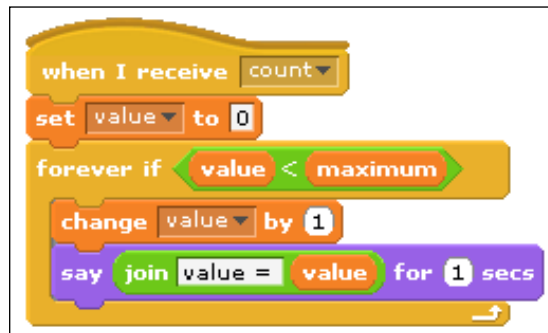 when I receive count
set value to 0
forever if value < maximum
change value by 1
say join value = value for 1 secs